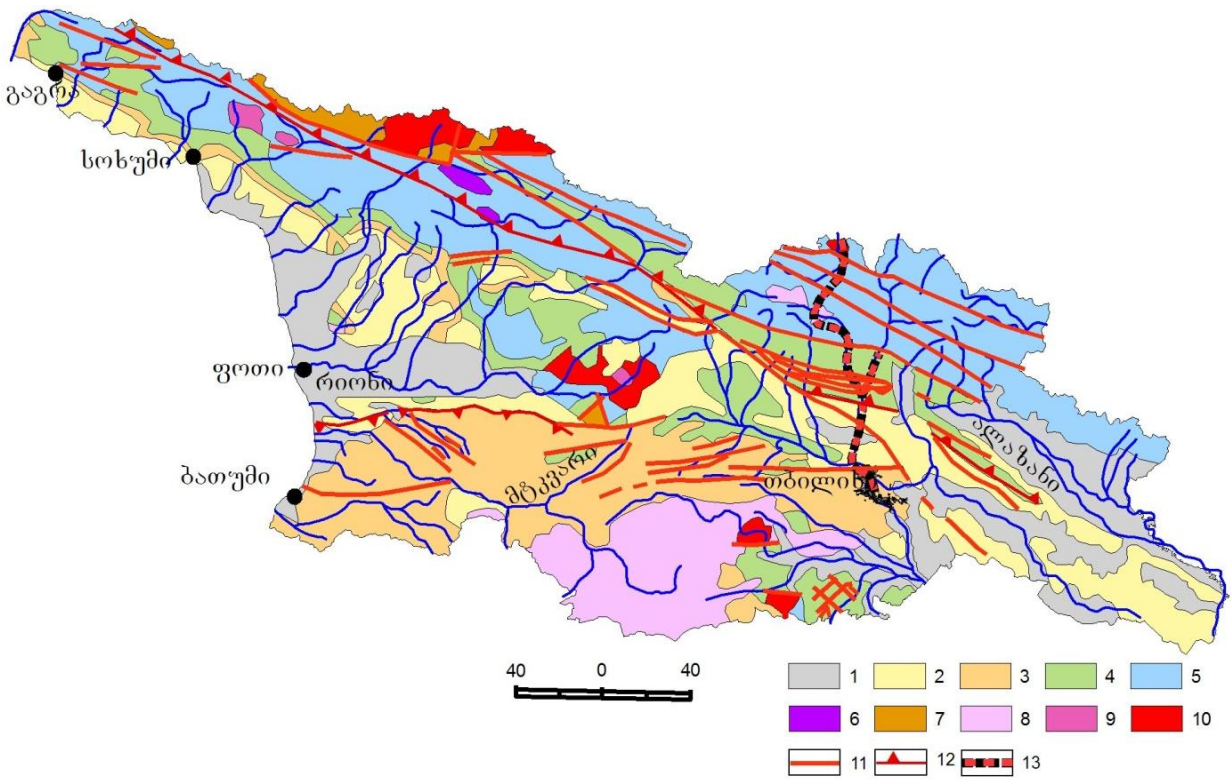 გაგრა
სოხუმი
ფოთი
რიონი
ბათუმი
მტკვარი
თბილისი
ალაზანი
40 0 40
1 2 3 4 5
6 7 8 9 10
11 12 13